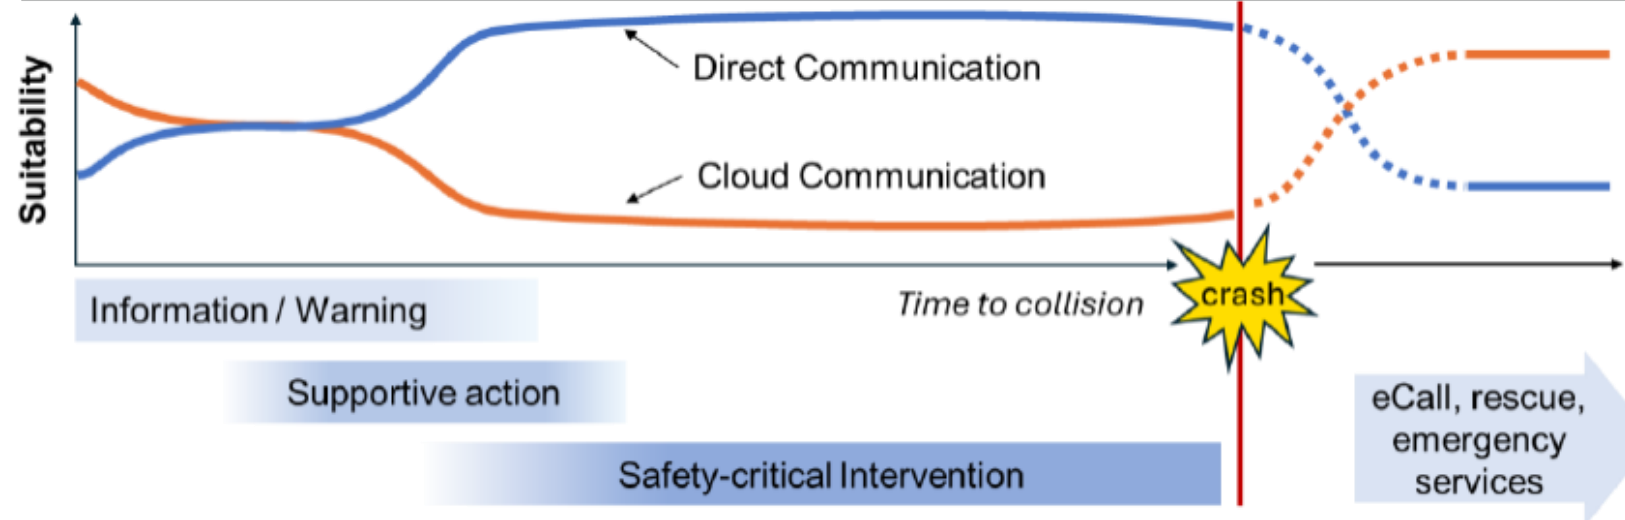 Suitability
Direct Communication
Cloud Communication
Time to collision
crash
Information / Warning
Supportive action
Safety-critical Intervention
eCall, rescue,
emergency
services